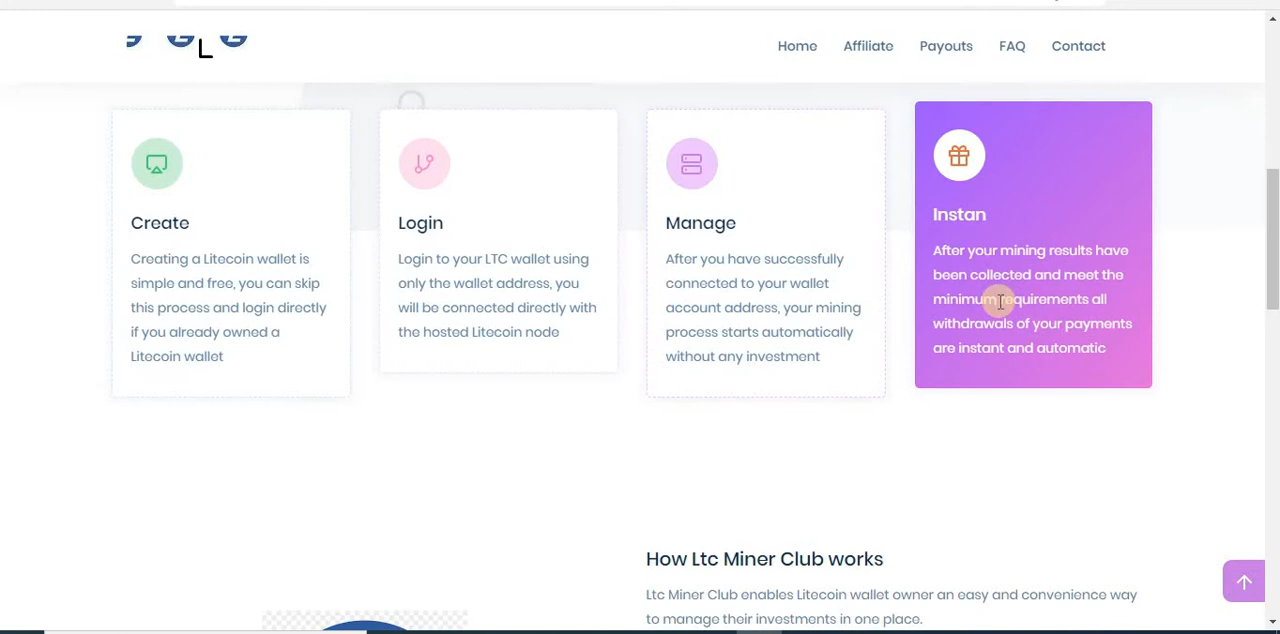 Home Affiliate Payouts FAQ Contact
Create
Creating a Litecoin wallet is
simple and free, you can skip
this process and login directly
if you already owned a
Litecoin wallet
Login
Login to your LTC wallet using
only the wallet address, you
will be connected directly with
the hosted Litecoin node
Manage
After you have successfully
connected to your wallet
account address, your mining
process starts automatically
without any investment
Instan
After your mining results have
been collected and meet the
minimum requirements all
withdrawals of your payments
are instant and automatic
How Ltc Miner Club works
Ltc Miner Club enables Litecoin wallet owner an easy and convenience way
to manage their investments in one place.